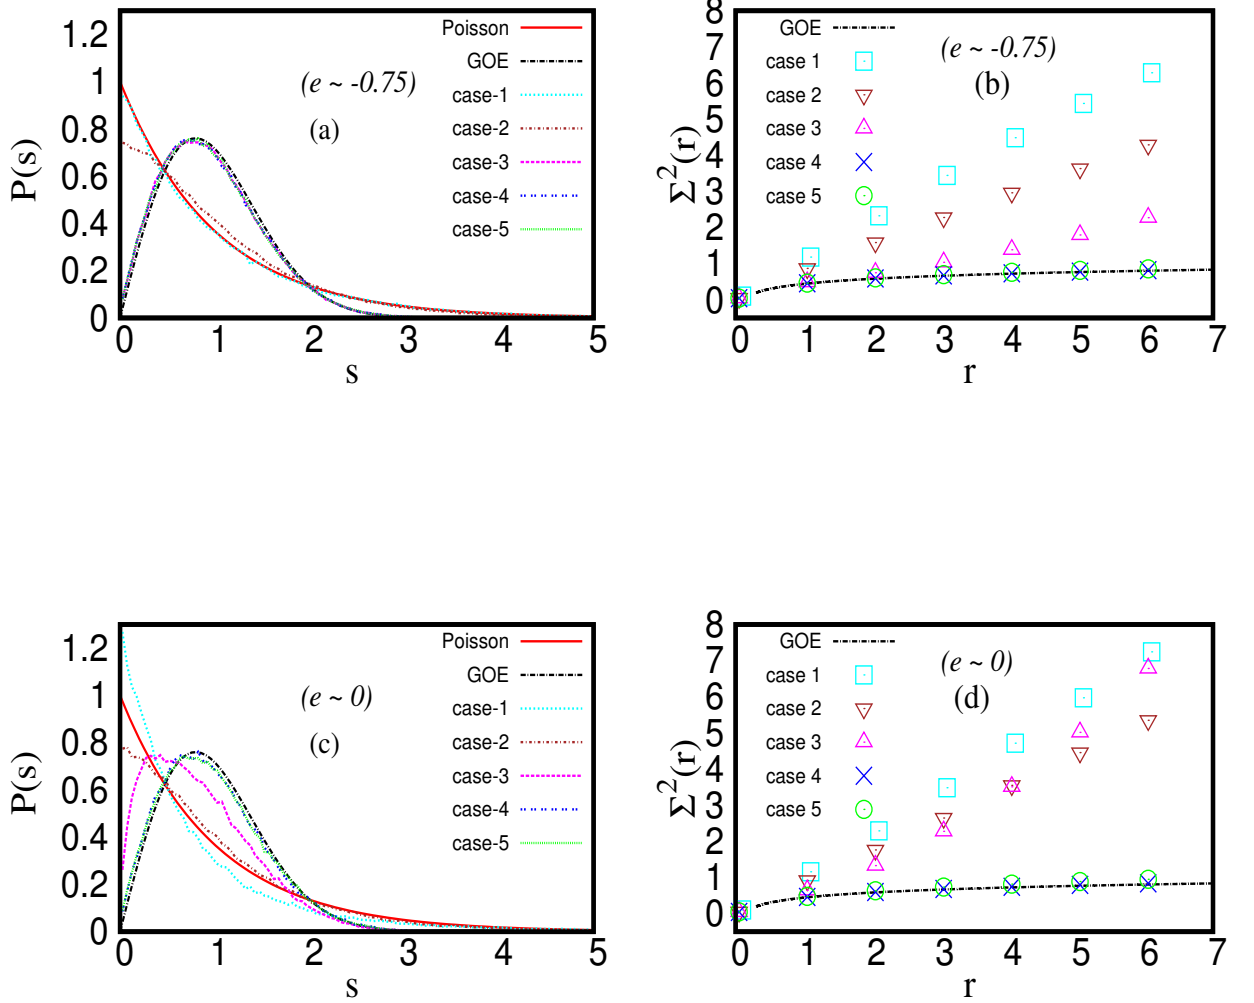 1.2
1
0.8
0.6
0.4
0.2
0
P(s)
Poisson
GOE
case-1
case-2
case-3
case-4
case-5
(e ~ -0.75)
(a)
0 1 2 3 4 5
s
8
7
6
5
4
3
2
1
0
Σ²(r)
GOE
case 1
case 2
case 3
case 4
case 5
(e ~ -0.75)
(b)
0 1 2 3 4 5 6 7
r
1.2
1
0.8
0.6
0.4
0.2
0
P(s)
Poisson
GOE
case-1
case-2
case-3
case-4
case-5
(e ~ 0)
(c)
0 1 2 3 4 5
s
8
7
6
5
4
3
2
1
0
Σ²(r)
GOE
case 1
case 2
case 3
case 4
case 5
(e ~ 0)
(d)
0 1 2 3 4 5 6 7
r